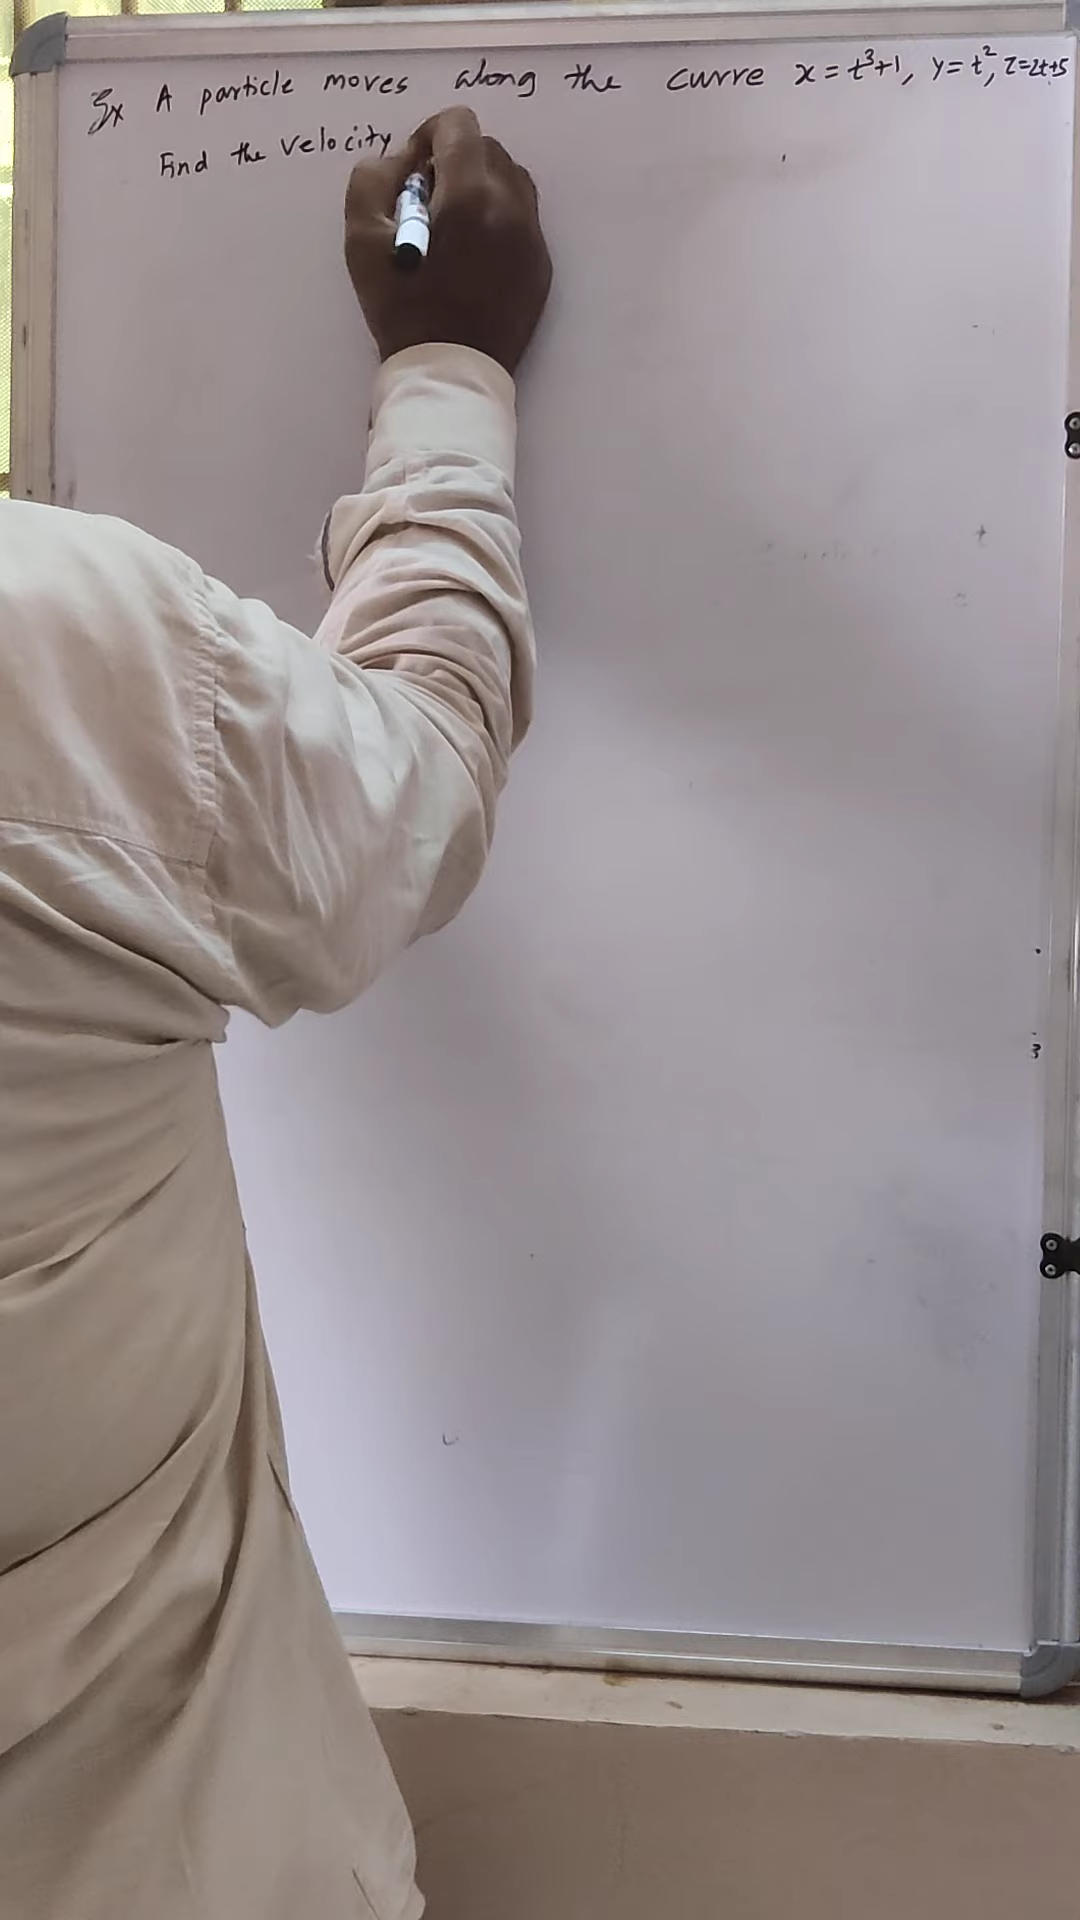 Ex A particle moves along the curve x = t³+1, y = t², z=2t+5
Find the velocity